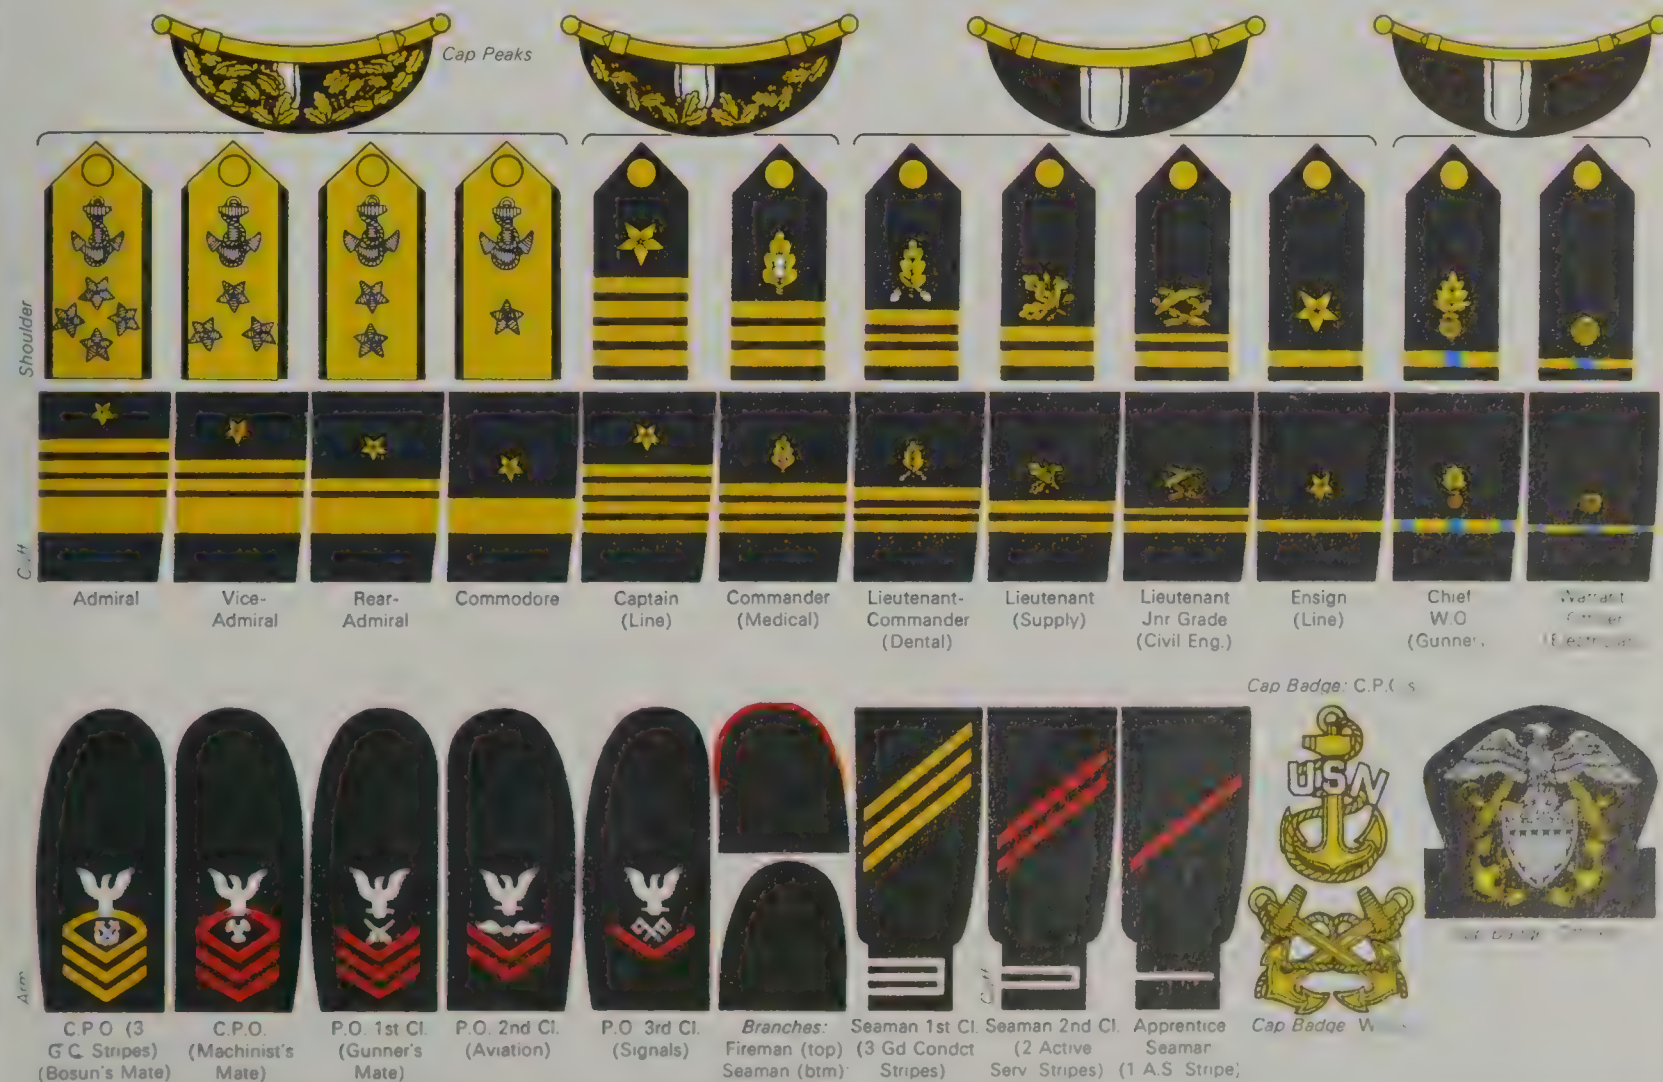 Cap Peaks
Shoulder
Admiral
Vice-
Admiral
Rear-
Admiral
Commodore
Captain
(Line)
Commander
(Medical)
Lieutenant-
Commander
(Dental)
Lieutenant
(Supply)
Lieutenant
Jnr Grade
(Civil Eng.)
Ensign
(Line)
Chief
W.O
(Gunner,
Cap Badge: C.P.O s
USN
Arm
C.P.O (3
G C. Stripes)
(Bosun's Mate)
C.P.O.
(Machinist's
Mate)
P.O. 1st Cl.
(Gunner's
Mate)
P.O. 2nd Cl.
(Aviation)
P.O 3rd Cl.
(Signals)
Branches:
Fireman (top)
Seaman (btm)
Seaman 1st Cl.
(3 Gd Condct
Stripes)
Seaman 2nd Cl.
(2 Active
Serv Stripes)
Apprentice
Seaman
(1 A.S Stripe)
Cap Badge